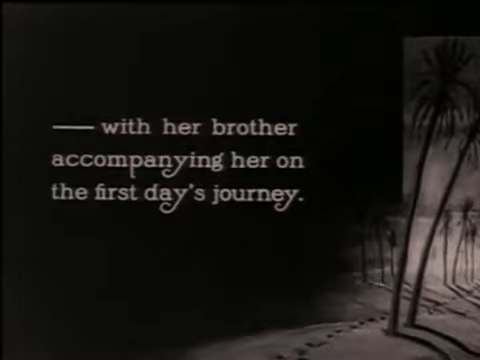 — with her brother
accompanying her on
the first day's journey.